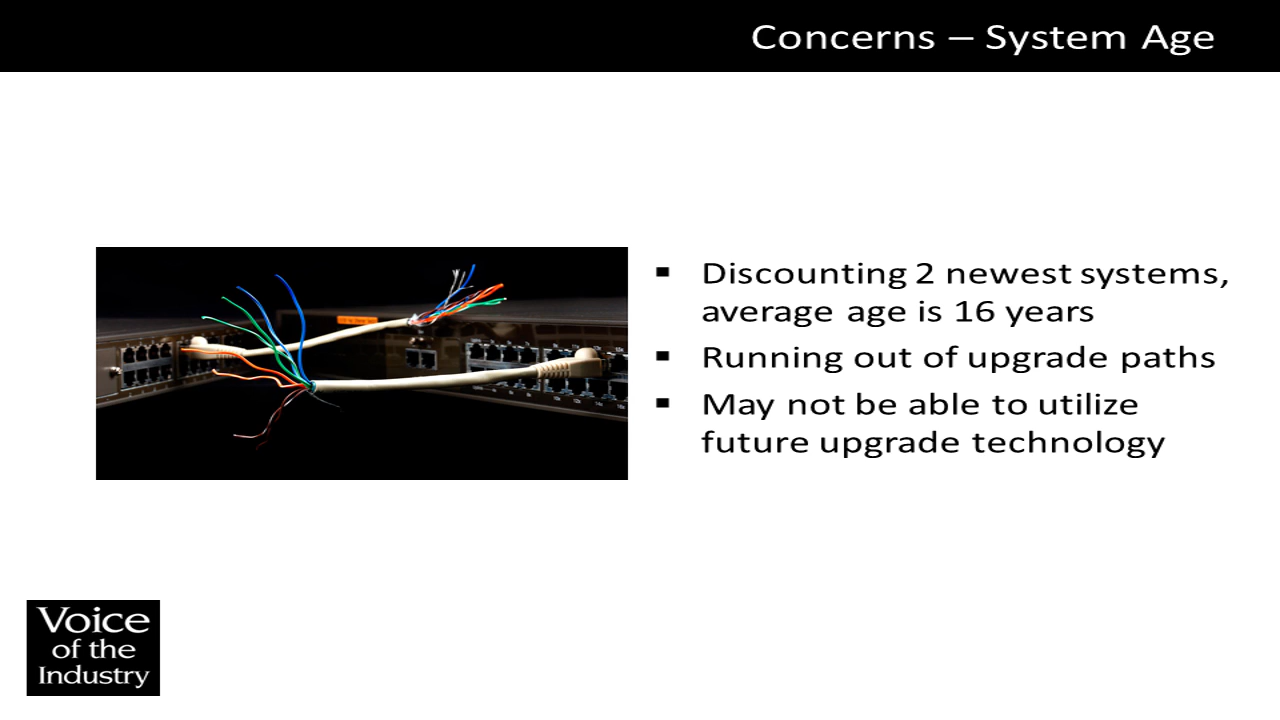 Concerns – System Age
▪ Discounting 2 newest systems,
average age is 16 years
▪ Running out of upgrade paths
▪ May not be able to utilize
future upgrade technology
Voice
of the
Industry